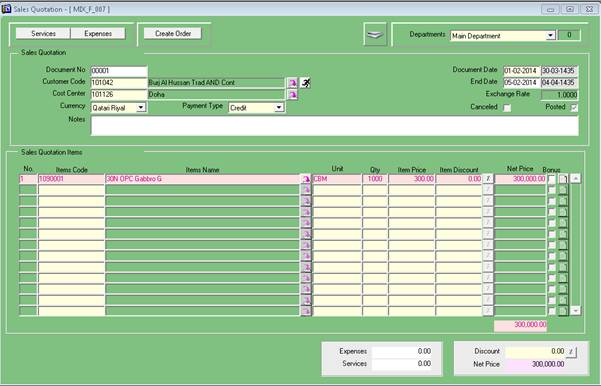 Sales Quotation - [ MIX_F_007 ]
Services Expenses Create Order Departments Main Department 0
Sales Quotation
Document No 00001 Document Date 01-02-2014 30-03-1435
Customer Code 101042 Burj Al Hussan Trad AND Cont End Date 05-02-2014 04-04-1435
Cost Center 101126 Doha Exchange Rate 1.0000
Currency Qatari Riyal Payment Type Credit Canceled Posted
Notes
Sales Quotation Items
No. Items Code Items Name Unit Qty Item Price Item Discount Net Price Bonus
1 1090001 30N OPC Gabbro G CBM 1000 300.00 0.00 300,000.00
300,000.00
Expenses 0.00 Discount 0.00
Services 0.00 Net Price 300,000.00